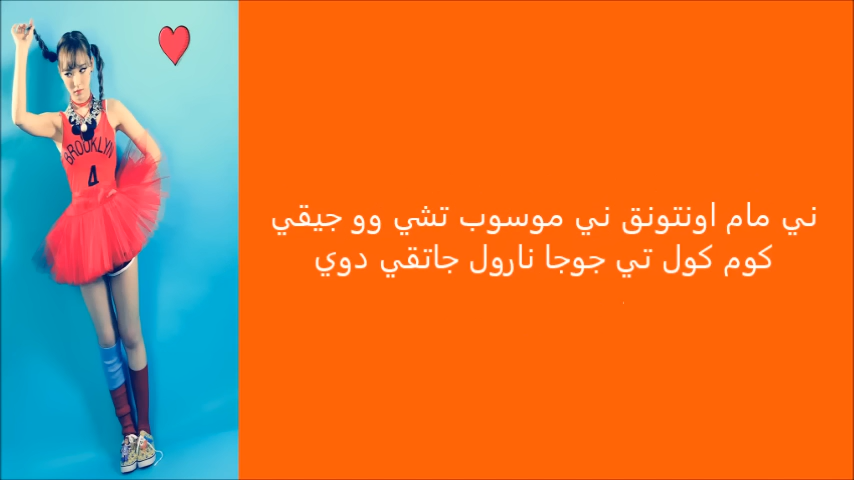 BROOKLYN
4
ني مام اونتونق ني موسوب تشي وو جيقي
كوم كول تي جوجا نارول جاتقي دوي